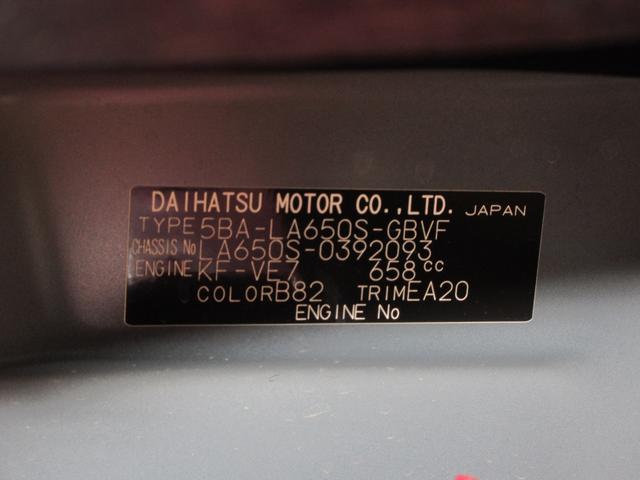 DAIHATSU MOTOR CO.,LTD. JAPAN
TYPE 5BA-LA650S-GBVF
CHASSIS No LA650S-0392093
ENGINE KF-VE7 658cc
COLOR B82 TRIM EA20
ENGINE No